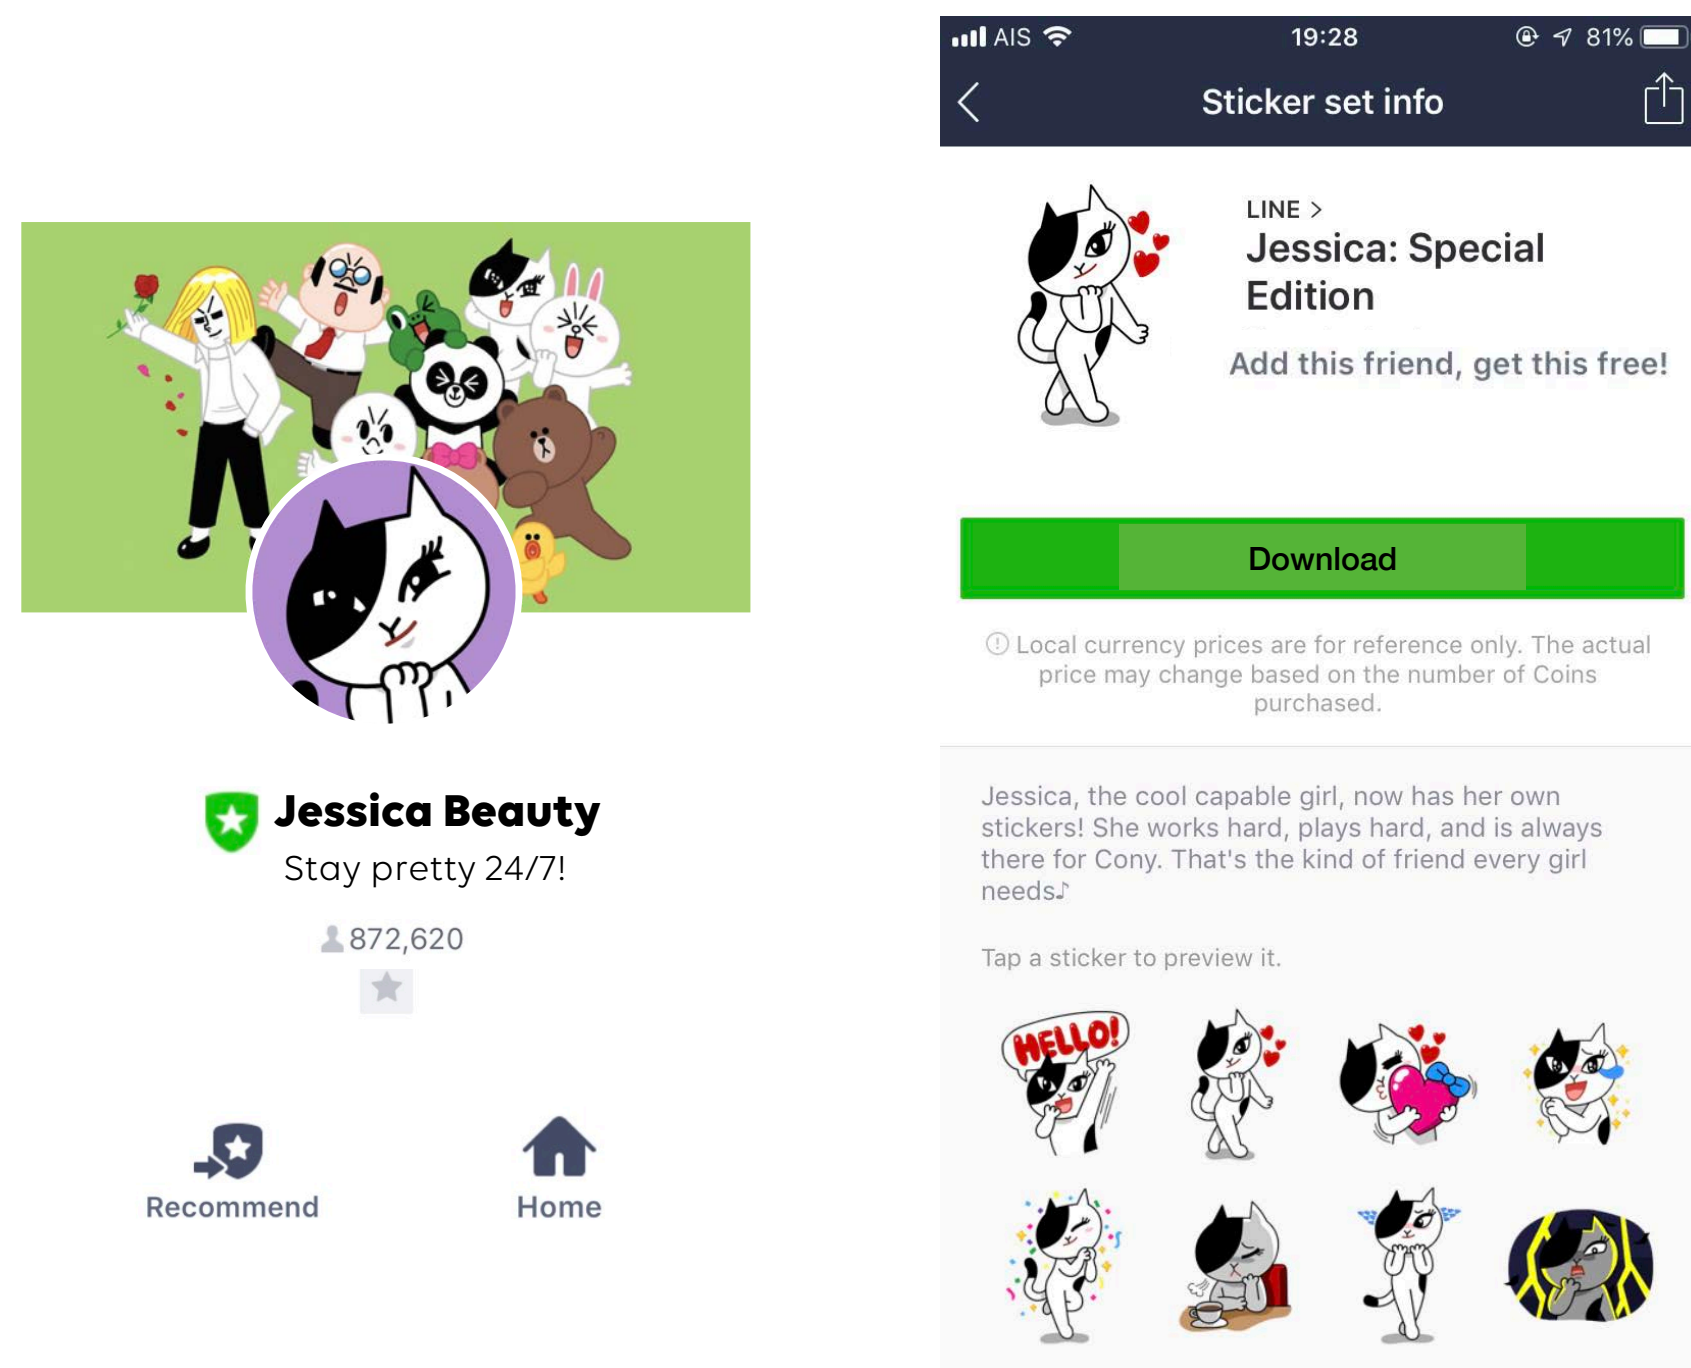 Jessica Beauty
Stay pretty 24/7!
872,620
Recommend
Home
AIS
19:28
81%
Sticker set info
LINE >
Jessica: Special
Edition
Add this friend, get this free!
Download
Local currency prices are for reference only. The actual
price may change based on the number of Coins
purchased.
Jessica, the cool capable girl, now has her own
stickers! She works hard, plays hard, and is always
there for Cony. That's the kind of friend every girl
needs♪
Tap a sticker to preview it.
HELLO!